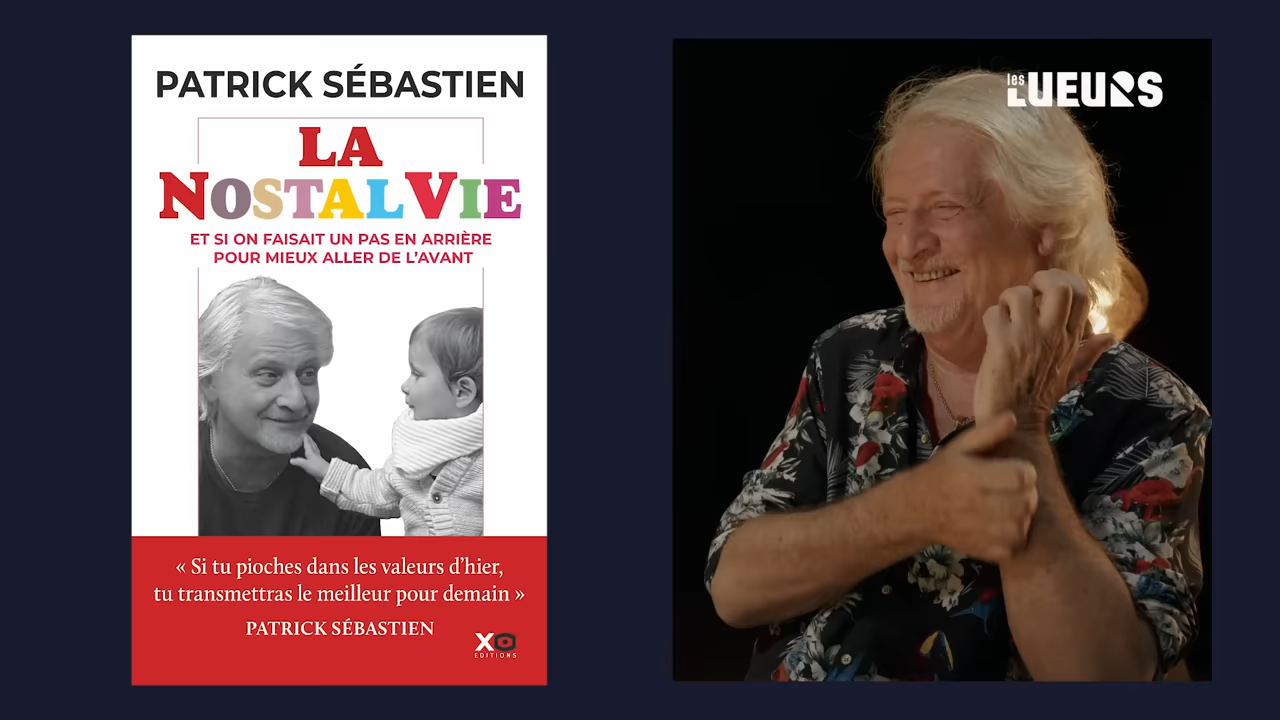 PATRICK SÉBASTIEN
LA
NOSTALVIE
ET SI ON FAISAIT UN PAS EN ARRIÈRE
POUR MIEUX ALLER DE L’AVANT
« Si tu pioches dans les valeurs d’hier,
tu transmettras le meilleur pour demain »
PATRICK SÉBASTIEN
XO
EDITIONS
les
LUEURS